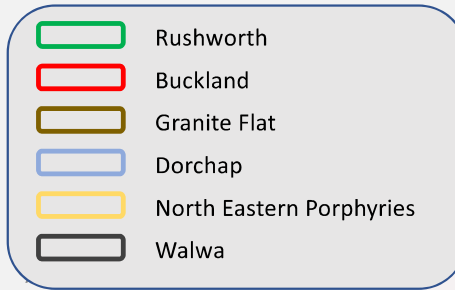 Rushworth
Buckland
Granite Flat
Dorchap
North Eastern Porphyries
Walwa